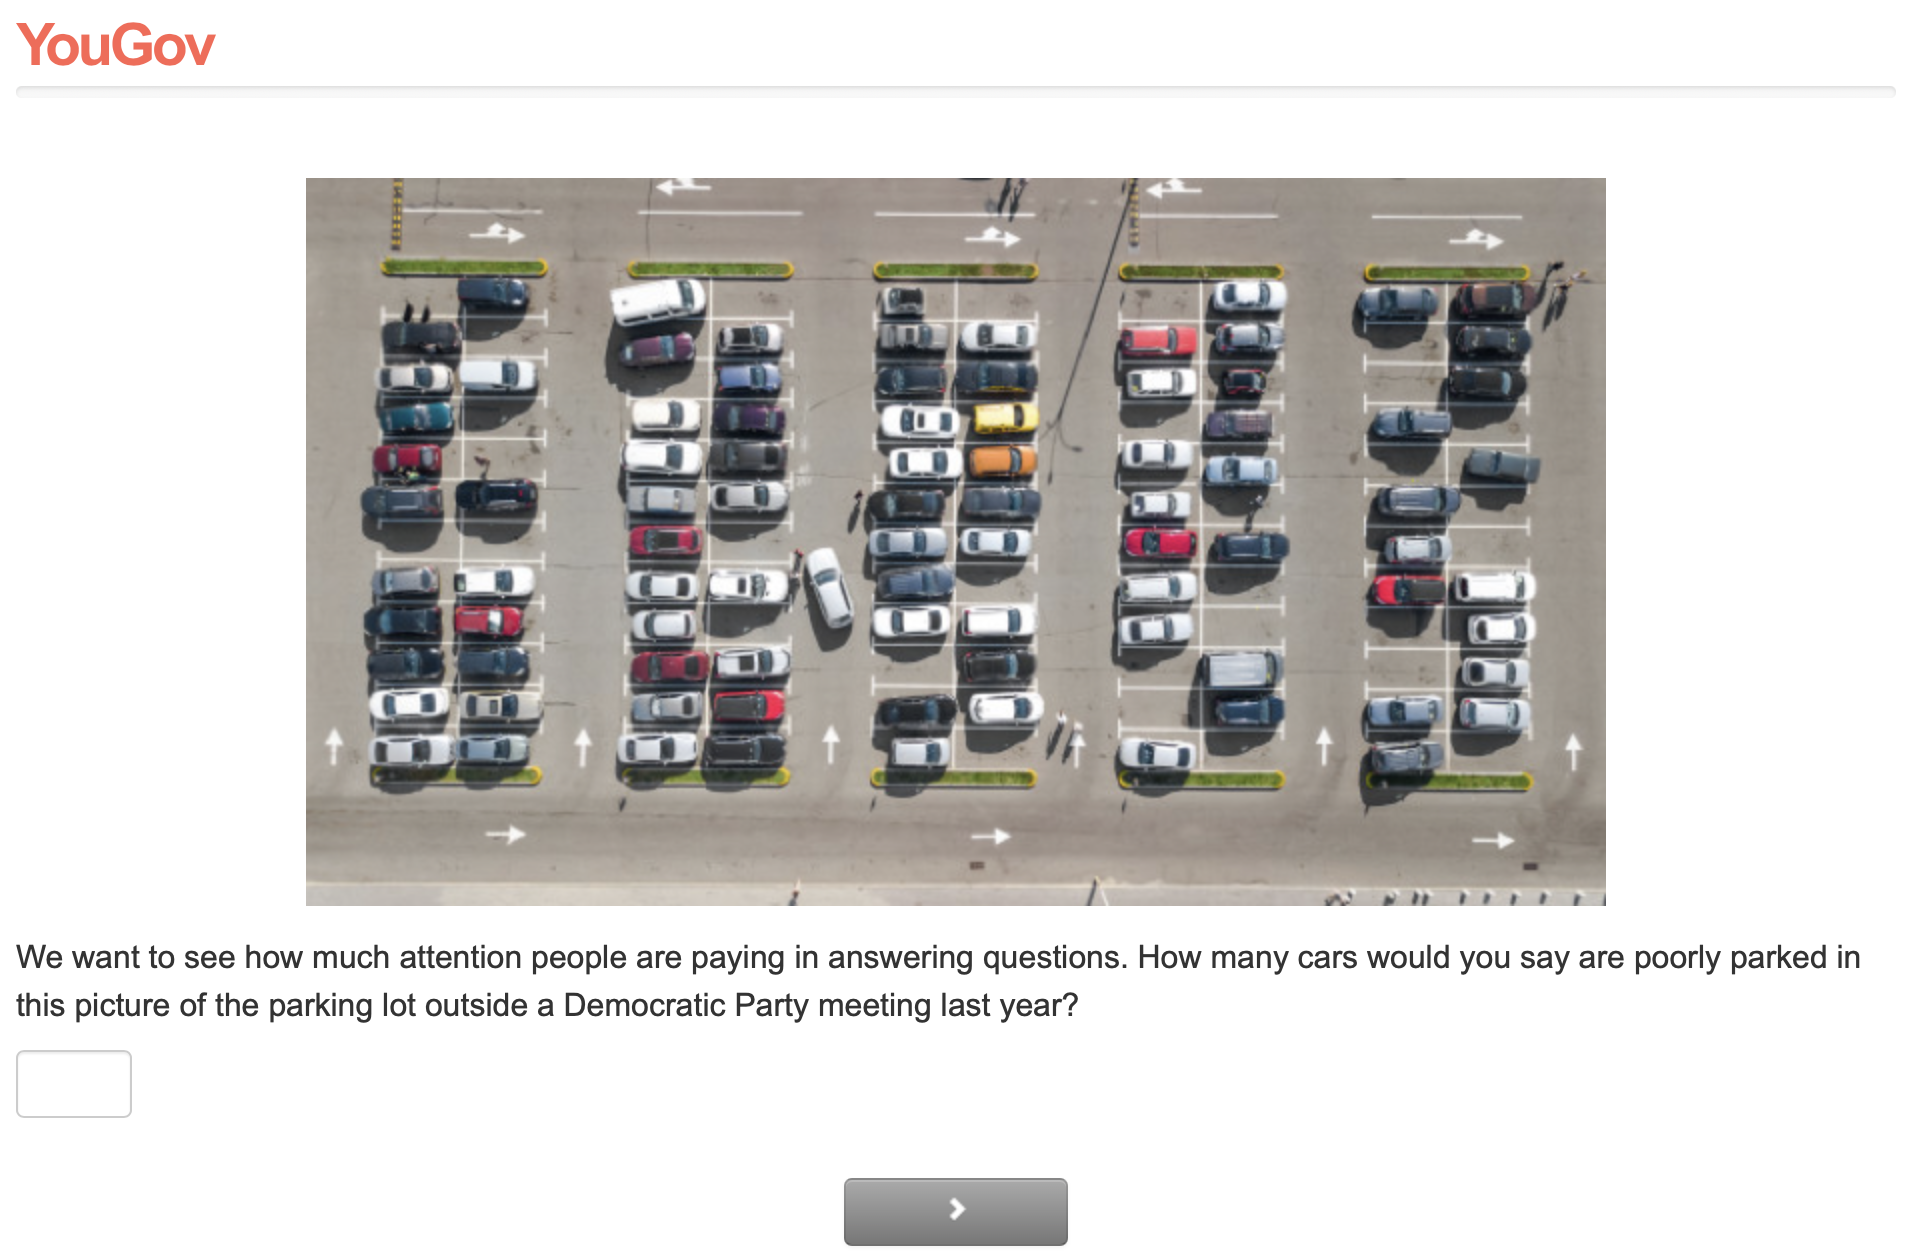 YouGov
We want to see how much attention people are paying in answering questions. How many cars would you say are poorly parked in
this picture of the parking lot outside a Democratic Party meeting last year?